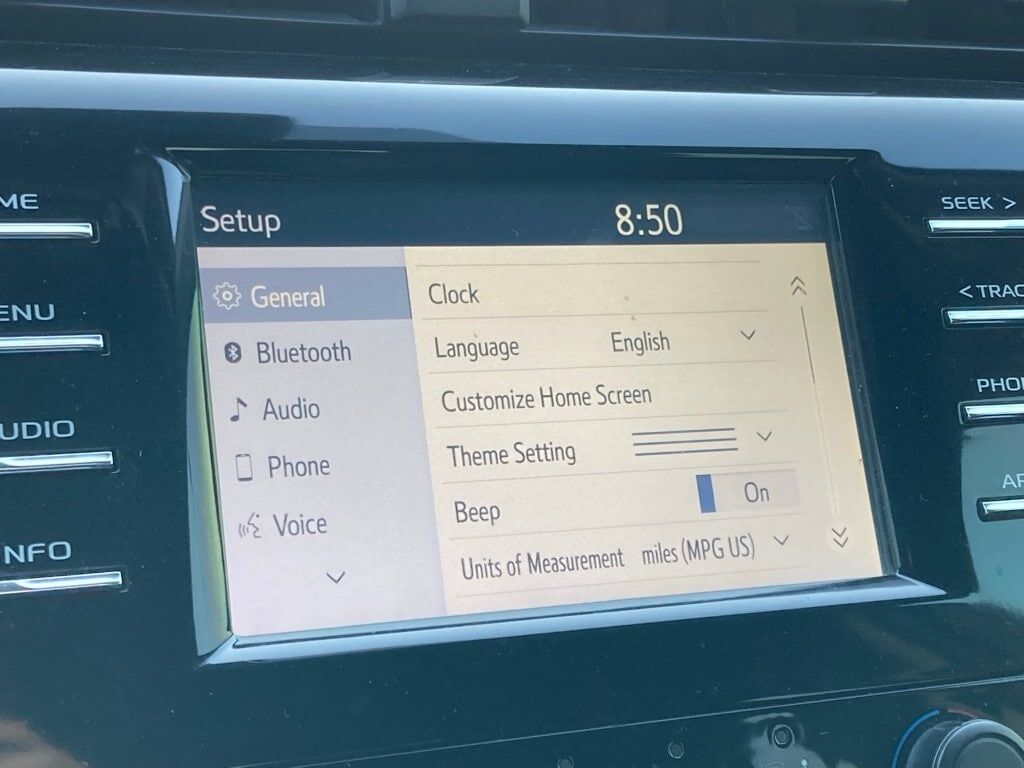 Setup 8:50
General
Bluetooth
Audio
Phone
Voice
Clock
Language English
Customize Home Screen
Theme Setting
Beep On
Units of Measurement miles (MPG US)
ME
ENU
UDIO
NFO
SEEK >
< TRAC
PHO
AP